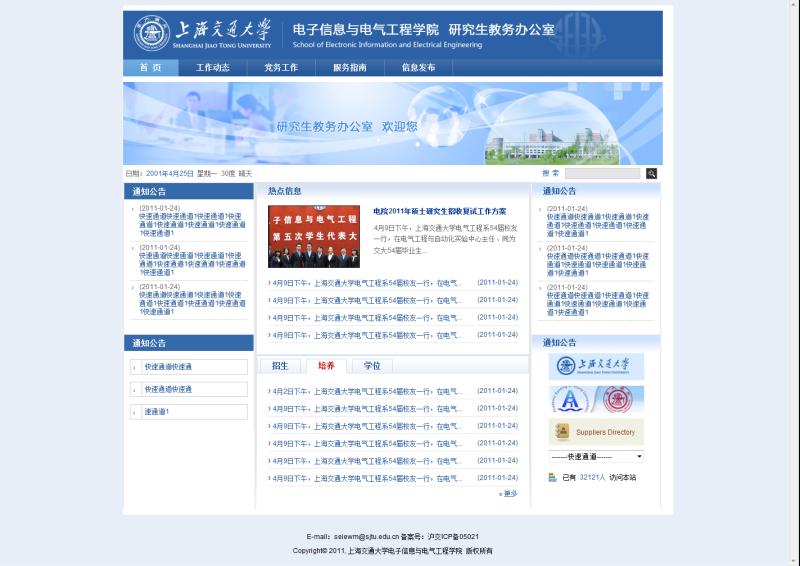 上海交通大学
SHANGHAI JIAO TONG UNIVERSITY
电子信息与电气工程学院 研究生教务办公室
School of Electronic Information and Electrical Engineering
首 页 工作动态 党务工作 服务指南 信息发布
研究生教务办公室 欢迎您
日期: 2001年4月25日 星期一 30度 晴天
搜 索
通知公告
(2011-01-24)
快速通道快速通道1快速通道1快速
通道1快速通道1快速通道1快速通
道1快速通道1
(2011-01-24)
快速通道快速通道1快速通道1快速
通道1快速通道1快速通道1快速通
道1快速通道1
(2011-01-24)
快速通道快速通道1快速通道1快速
通道1快速通道1快速通道1快速通道
1快速通道1
通知公告
快速通道快速通
快速通道快速通
速通道1
热点信息
子信息与电气工程
第五次学生代表大
电院2011年硕士研究生招收复试工作方案
4月9日下午，上海交通大学电气工程系54届校友
一行，在电气工程与自动化实验中心主任、同为
交大54届毕业生...
4月9日下午，上海交通大学电气工程系54届校友一行，在电气... (2011-01-24)
4月9日下午，上海交通大学电气工程系54届校友一行，在电气... (2011-01-24)
4月9日下午，上海交通大学电气工程系54届校友一行，在电气... (2011-01-24)
4月9日下午，上海交通大学电气工程系54届校友一行，在电气... (2011-01-24)
招生 培养 学位
4月2日下午，上海交通大学电气工程系54届校友一行，在电气... (2011-01-24)
4月9日下午，上海交通大学电气工程系54届校友一行，在电气... (2011-01-24)
4月9日下午，上海交通大学电气工程系54届校友一行，在电气... (2011-01-24)
4月9日下午，上海交通大学电气工程系54届校友一行，在电气... (2011-01-24)
4月9日下午，上海交通大学电气工程系54届校友一行，在电气... (2011-01-24)
4月9日下午，上海交通大学电气工程系54届校友一行，在电气... (2011-01-24)
» 更多
通知公告
(2011-01-24)
快速通道快速通道1快速通道1快速
通道1快速通道1快速通道1快速
通道1快速通道1
(2011-01-24)
快速通道快速通道1快速通道1快速
通道1快速通道1快速通道1快速
通道1快速通道1
(2011-01-24)
快速通道快速通道1快速通道1快速
通道1快速通道1快速通道1快速
通道1快速通道1
通知公告
上海交通大学
Suppliers Directory
-------快速通道-------
已有 32121人 访问本站
E-mail：seiewm@sjtu.edu.cn 备案号：沪交ICP备05021
Copyright© 2011, 上海交通大学电子信息与电气工程学院 版权所有